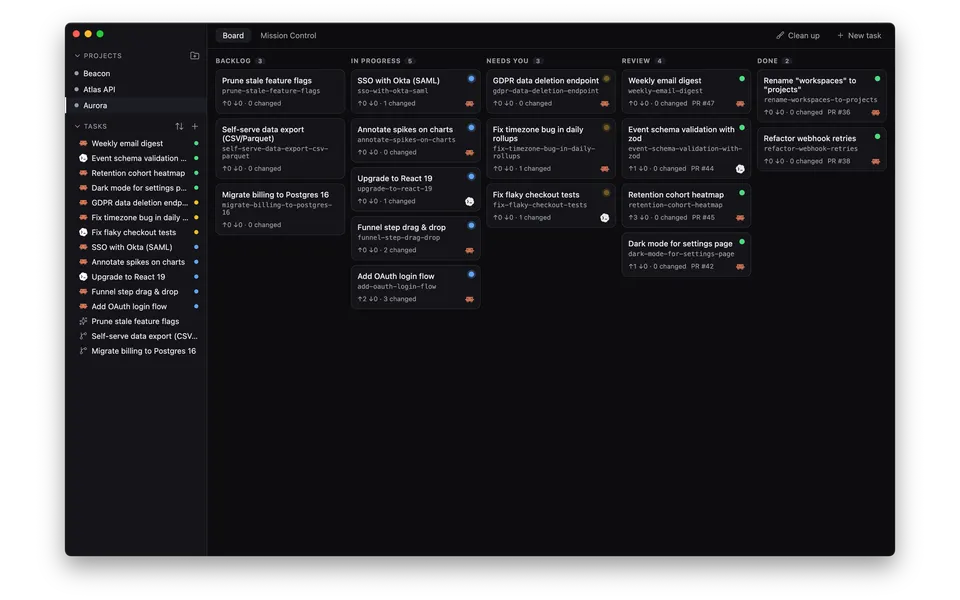 Board
Mission Control
Clean up
+ New task
PROJECTS
Beacon
Atlas API
Aurora
TASKS
Weekly email digest
Event schema validation ...
Retention cohort heatmap
Dark mode for settings p...
GDPR data deletion endp...
Fix timezone bug in daily ...
Fix flaky checkout tests
SSO with Okta (SAML)
Annotate spikes on charts
Upgrade to React 19
Funnel step drag & drop
Add OAuth login flow
Prune stale feature flags
Self-serve data export (CSV...
Migrate billing to Postgres 16
BACKLOG 3
Prune stale feature flags
prune-stale-feature-flags
↑0 ↓0 · 0 changed
Self-serve data export
(CSV/Parquet)
self-serve-data-export-csv-
parquet
↑0 ↓0 · 0 changed
Migrate billing to Postgres 16
migrate-billing-to-postgres-
16
↑0 ↓0 · 0 changed
IN PROGRESS 5
SSO with Okta (SAML)
sso-with-okta-saml
↑0 ↓0 · 1 changed
Annotate spikes on charts
annotate-spikes-on-charts
↑0 ↓0 · 0 changed
Upgrade to React 19
upgrade-to-react-19
↑0 ↓0 · 1 changed
Funnel step drag & drop
funnel-step-drag-drop
↑0 ↓0 · 2 changed
Add OAuth login flow
add-oauth-login-flow
↑2 ↓0 · 3 changed
NEEDS YOU 3
GDPR data deletion endpoint
gdpr-data-deletion-endpoint
↑0 ↓0 · 0 changed
Fix timezone bug in daily
rollups
fix-timezone-bug-in-daily-
rollups
↑0 ↓0 · 1 changed
Fix flaky checkout tests
fix-flaky-checkout-tests
↑0 ↓0 · 1 changed
REVIEW 4
Weekly email digest
weekly-email-digest
↑0 ↓0 · 0 changed PR #47
Event schema validation with
zod
event-schema-validation-with-
zod
↑1 ↓0 · 0 changed PR #44
Retention cohort heatmap
retention-cohort-heatmap
↑3 ↓0 · 0 changed PR #45
Dark mode for settings page
dark-mode-for-settings-page
↑1 ↓0 · 0 changed PR #42
DONE 2
Rename "workspaces" to
"projects"
rename-workspaces-to-projects
↑0 ↓0 · 0 changed PR #36
Refactor webhook retries
refactor-webhook-retries
↑0 ↓0 · 0 changed PR #38